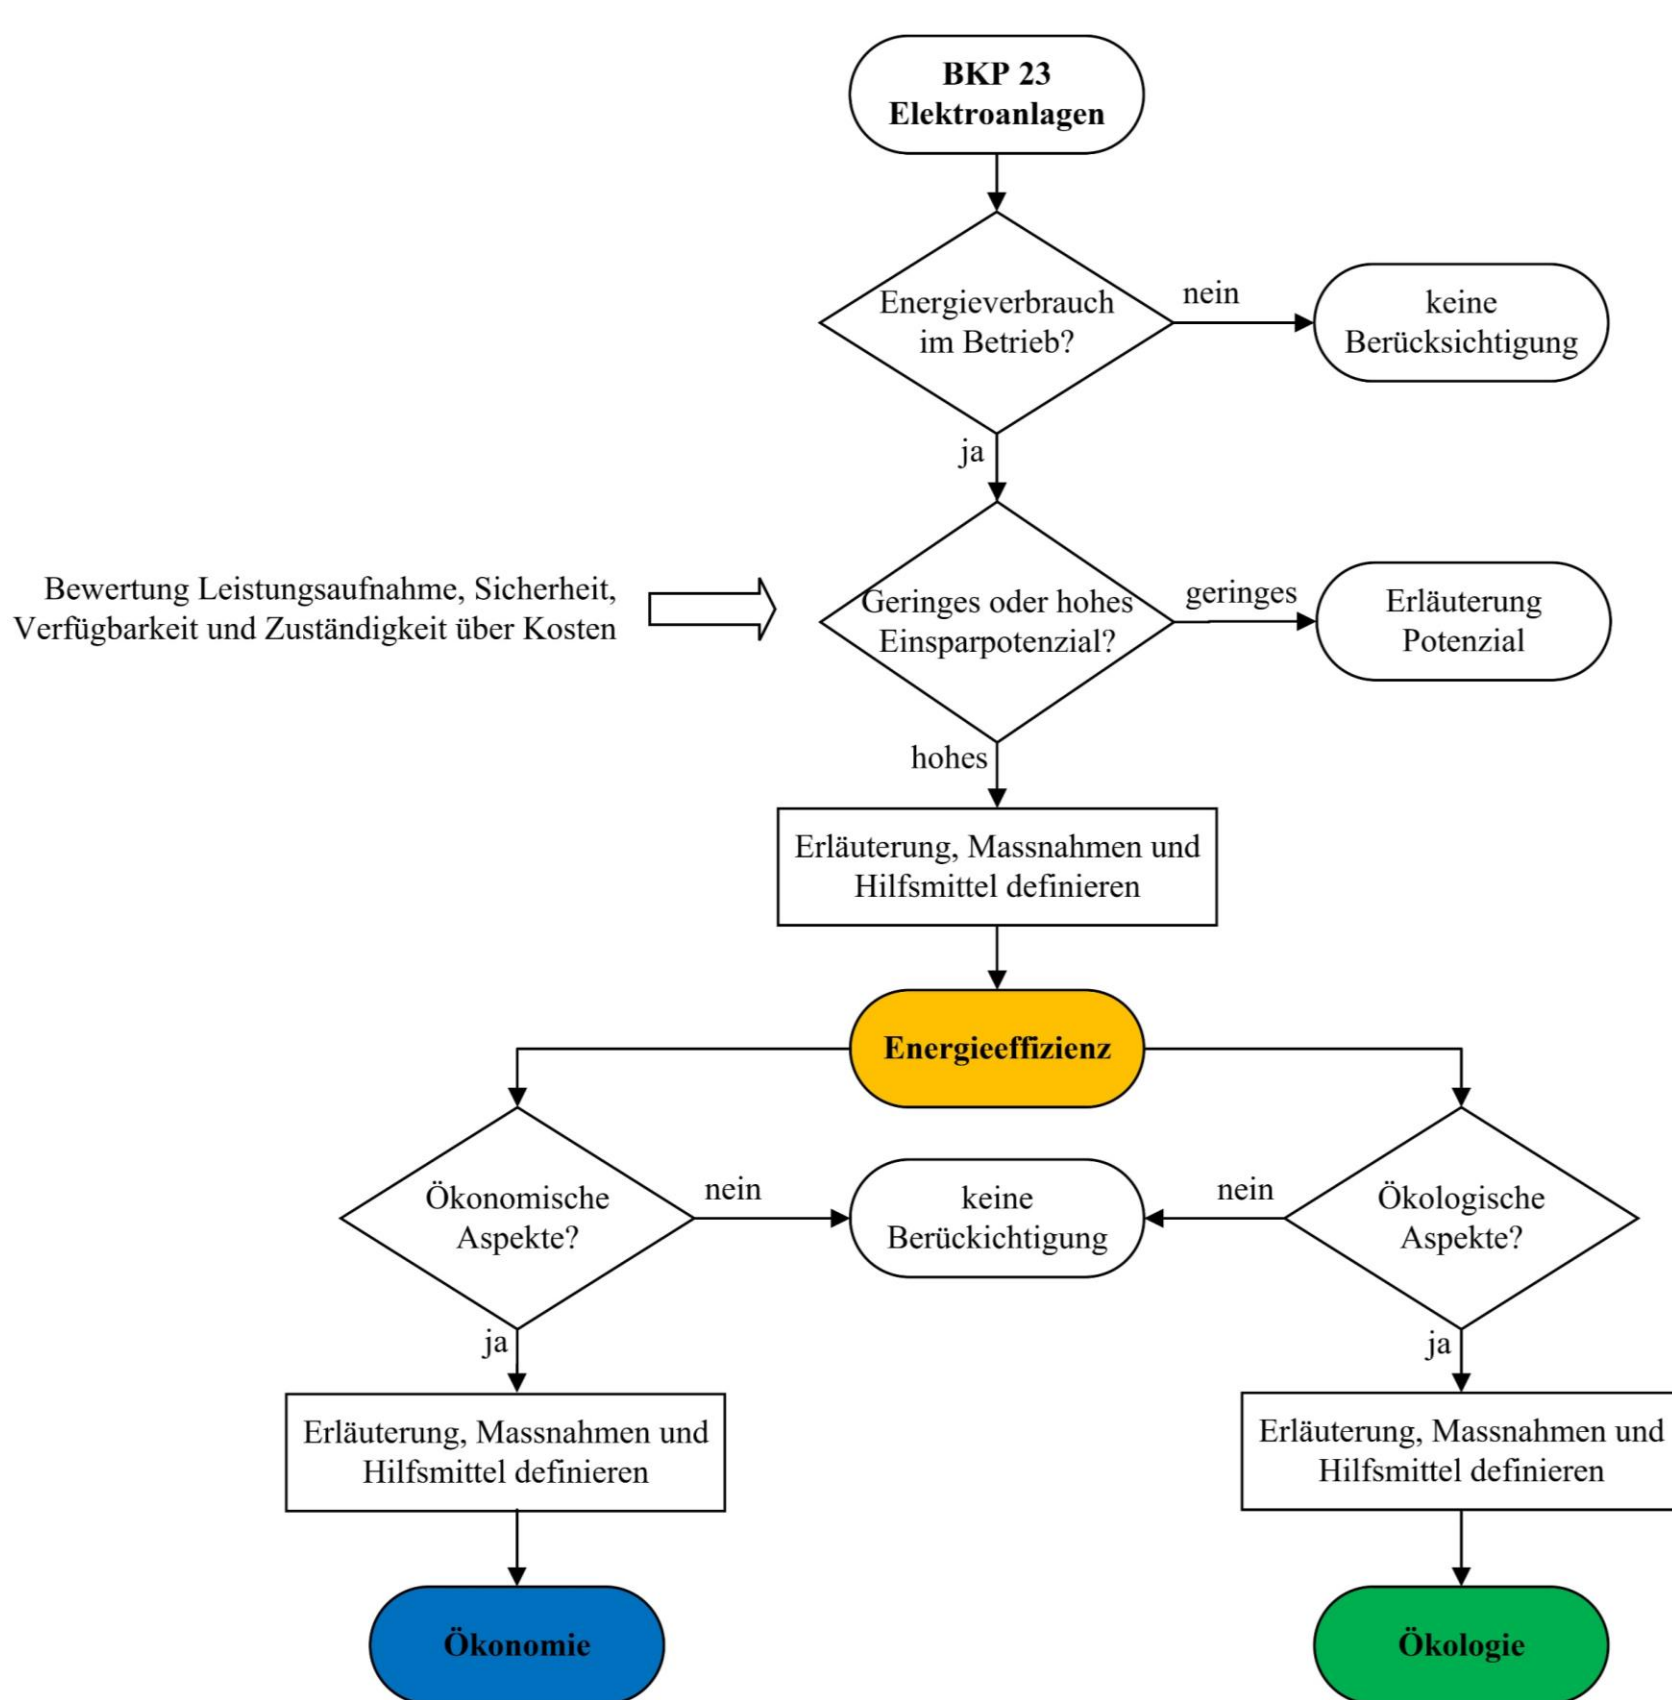 BKP 23
Elektroanlagen
Energieverbrauch
im Betrieb?
nein
keine
Berücksichtigung
ja
Bewertung Leistungsaufnahme, Sicherheit,
Verfügbarkeit und Zuständigkeit über Kosten
Geringes oder hohes
Einsparpotenzial?
geringes
Erläuterung
Potenzial
hohes
Erläuterung, Massnahmen und
Hilfsmittel definieren
Energieeffizienz
Ökonomische
Aspekte?
nein
keine
Berückichtigung
nein
Ökologische
Aspekte?
ja
ja
Erläuterung, Massnahmen und
Hilfsmittel definieren
Erläuterung, Massnahmen und
Hilfsmittel definieren
Ökonomie
Ökologie